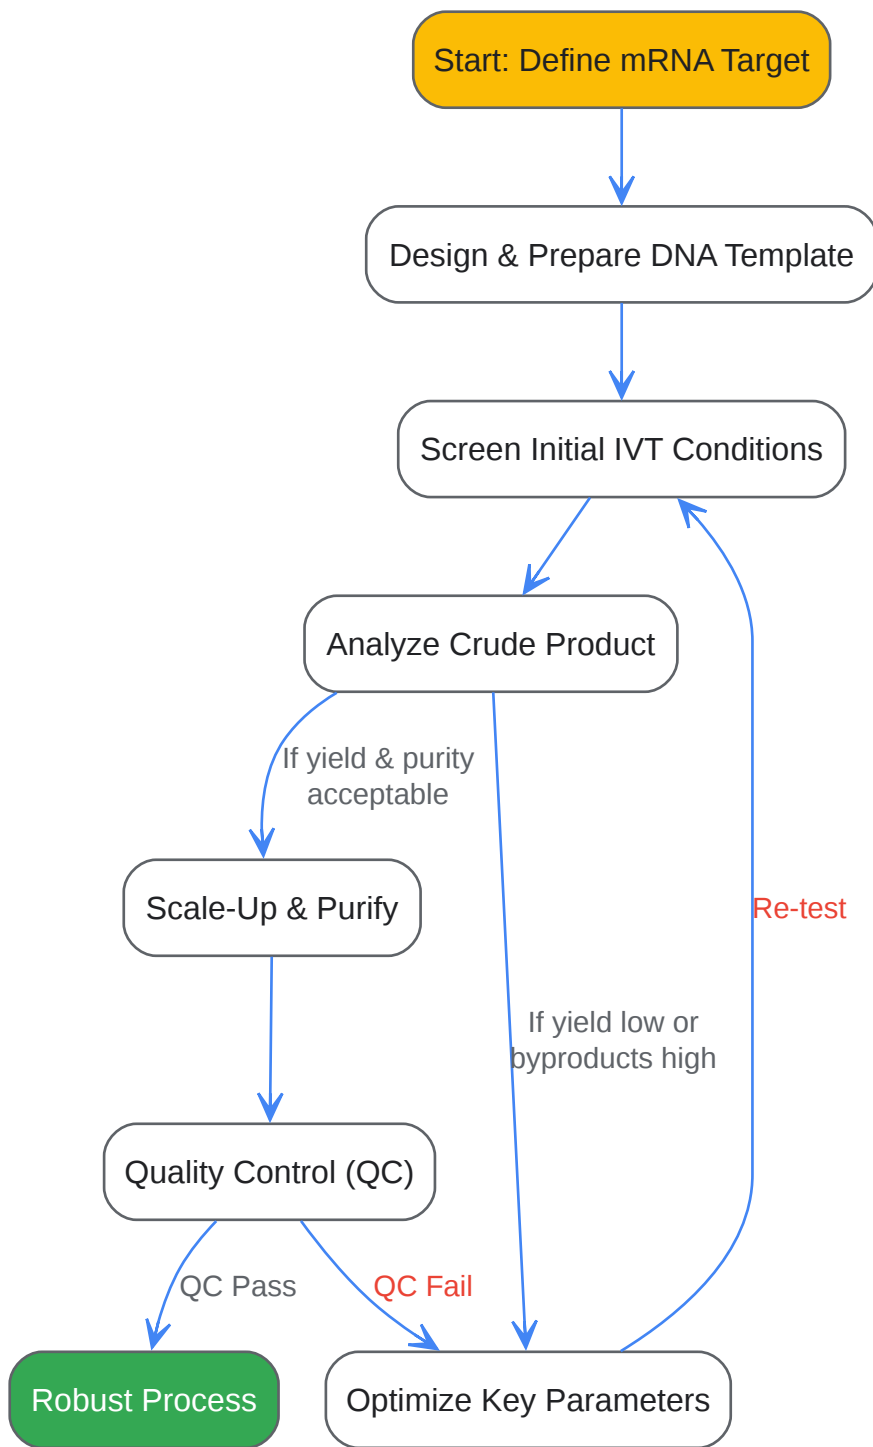 Start: Define mRNA Target
Design & Prepare DNA Template
Screen Initial IVT Conditions
Analyze Crude Product
If yield & purity
acceptable
Scale-Up & Purify
Re-test
If yield low or
byproducts high
Quality Control (QC)
QC Pass
QC Fail
Robust Process
Optimize Key Parameters